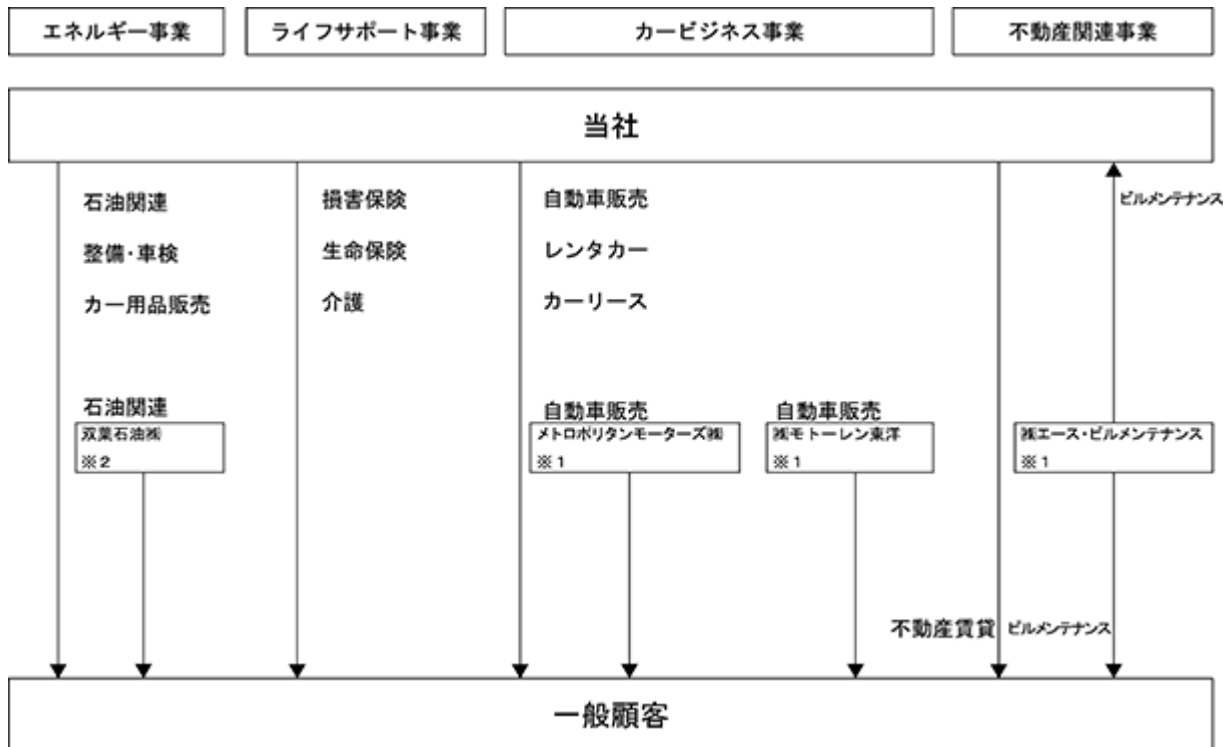 エネルギー事業
ライフサポート事業
カービジネス事業
不動産関連事業
当社
石油関連
整備・車検
カー用品販売
損害保険
生命保険
介護
自動車販売
レンタカー
カーリース
ビルメンテナンス
石油関連
双葉石油㈱
※2
自動車販売
メトロポリタンモーターズ㈱
※1
自動車販売
㈱モトーレン東洋
※1
㈱エース・ビルメンテナンス
※1
不動産賃貸
ビルメンテナンス
一般顧客